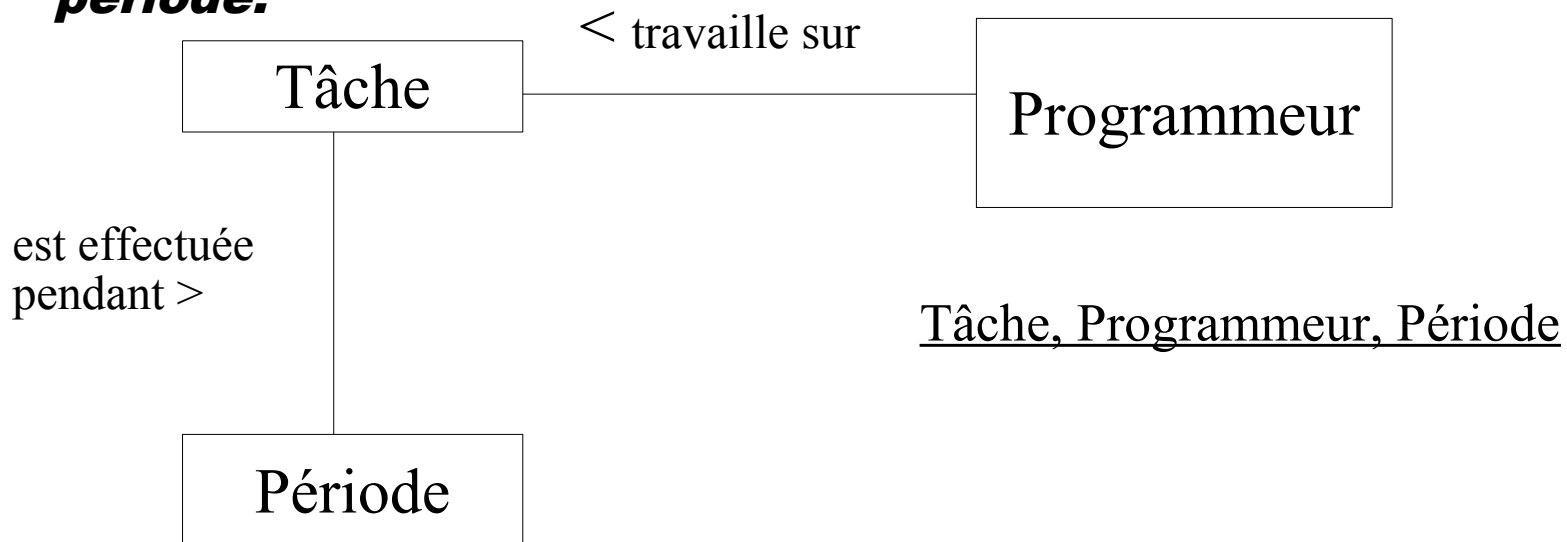 période.
< travaille sur
Tâche
Programmeur
est effectuée
pendant >
Tâche, Programmeur, Période
Période